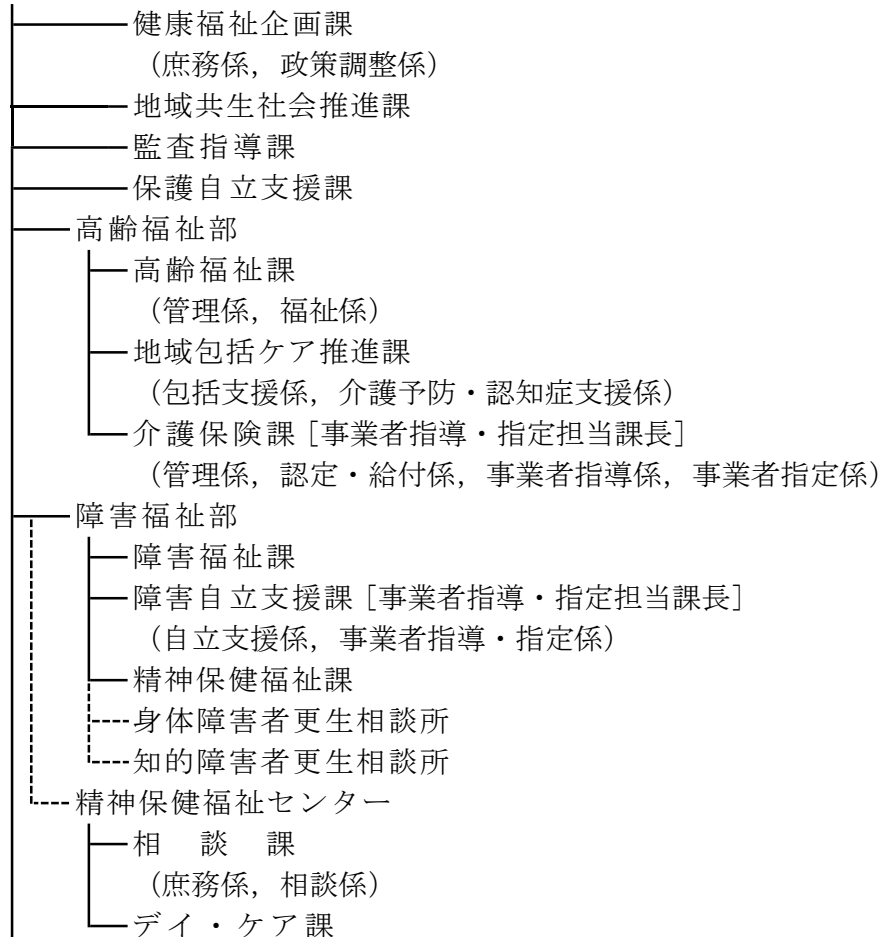 健康福祉企画課
（庶務係，政策調整係）
地域共生社会推進課
監査指導課
保護自立支援課
高齢福祉部
高齢福祉課
（管理係，福祉係）
地域包括ケア推進課
（包括支援係，介護予防・認知症支援係）
介護保険課［事業者指導・指定担当課長］
（管理係，認定・給付係，事業者指導係，事業者指定係）
障害福祉部
障害福祉課
障害自立支援課［事業者指導・指定担当課長］
（自立支援係，事業者指導・指定係）
精神保健福祉課
身体障害者更生相談所
知的障害者更生相談所
精神保健福祉センター
相　談　課
（庶務係，相談係）
デイ・ケア課